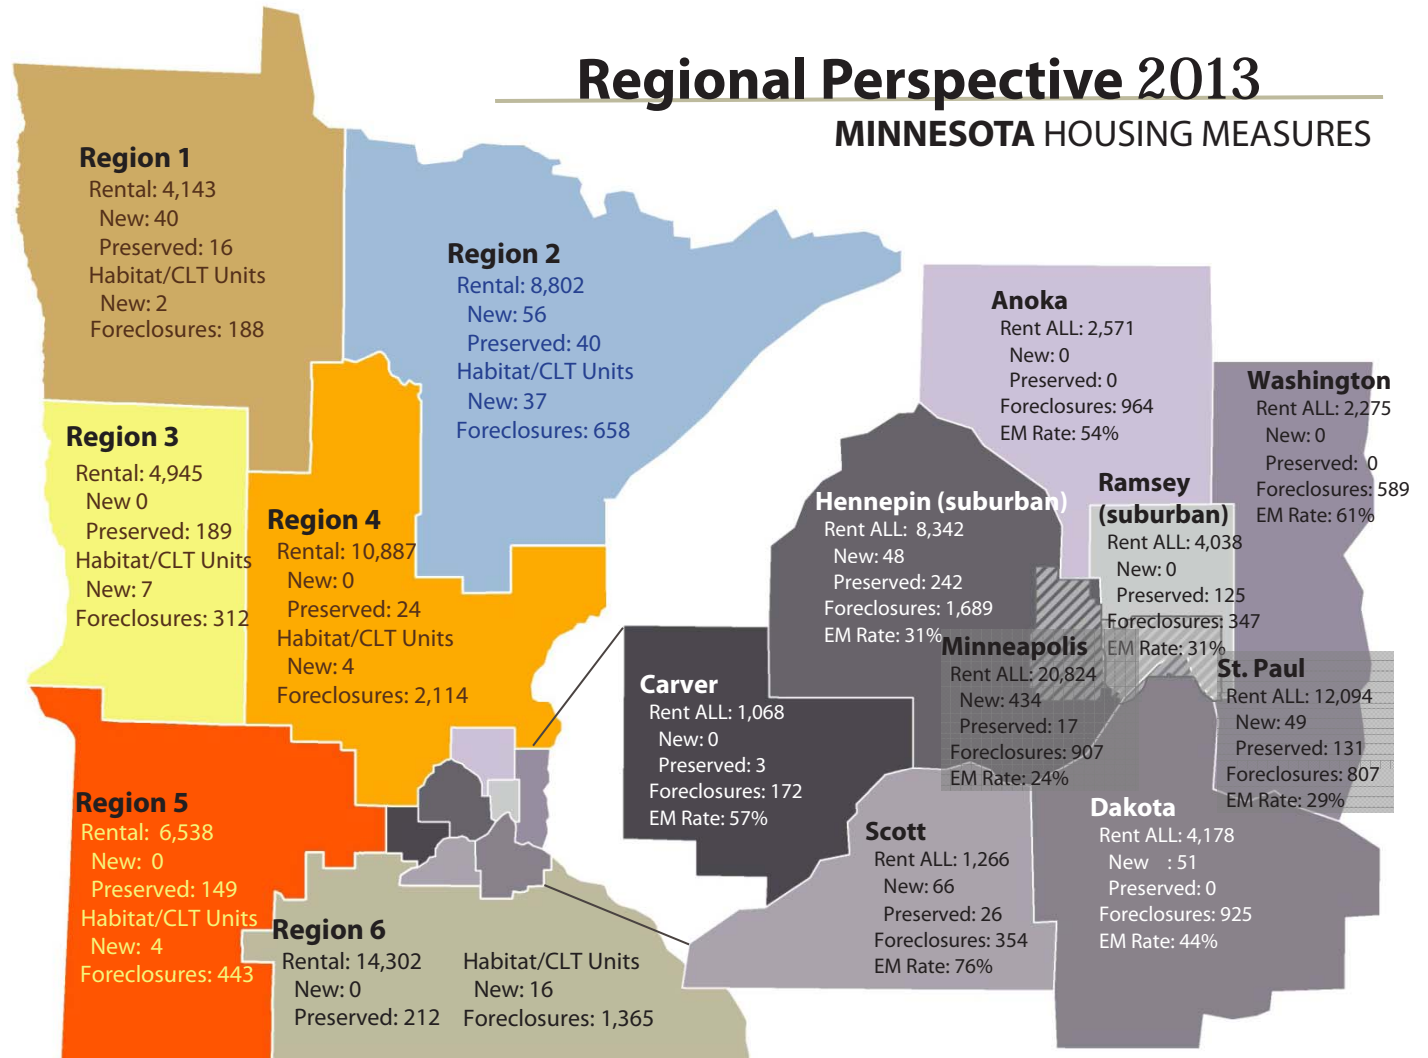 Regional Perspective 2013
MINNESOTA HOUSING MEASURES
Region 1
Rental: 4,143
New: 40
Preserved: 16
Habitat/CLT Units
New: 2
Foreclosures: 188
Region 2
Rental: 8,802
New: 56
Preserved: 40
Habitat/CLT Units
New: 37
Foreclosures: 658
Region 3
Rental: 4,945
New 0
Preserved: 189
Habitat/CLT Units
New: 7
Foreclosures: 312
Region 4
Rental: 10,887
New: 0
Preserved: 24
Habitat/CLT Units
New: 4
Foreclosures: 2,114
Region 5
Rental: 6,538
New: 0
Preserved: 149
Habitat/CLT Units
New: 4
Foreclosures: 443
Region 6
Rental: 14,302
New: 0
Preserved: 212
Habitat/CLT Units
New: 16
Foreclosures: 1,365
Anoka
Rent ALL: 2,571
New: 0
Preserved: 0
Foreclosures: 964
EM Rate: 54%
Washington
Rent ALL: 2,275
New: 0
Preserved: 0
Foreclosures: 589
EM Rate: 61%
Hennepin (suburban)
Rent ALL: 8,342
New: 48
Preserved: 242
Foreclosures: 1,689
EM Rate: 31%
Ramsey
(suburban)
Rent ALL: 4,038
New: 0
Preserved: 125
Foreclosures: 347
EM Rate: 31%
Minneapolis
Rent ALL: 20,824
New: 434
Preserved: 17
Foreclosures: 907
EM Rate: 24%
St. Paul
Rent ALL: 12,094
New: 49
Preserved: 131
Foreclosures: 807
EM Rate: 29%
Carver
Rent ALL: 1,068
New: 0
Preserved: 3
Foreclosures: 172
EM Rate: 57%
Scott
Rent ALL: 1,266
New: 66
Preserved: 26
Foreclosures: 354
EM Rate: 76%
Dakota
Rent ALL: 4,178
New : 51
Preserved: 0
Foreclosures: 925
EM Rate: 44%